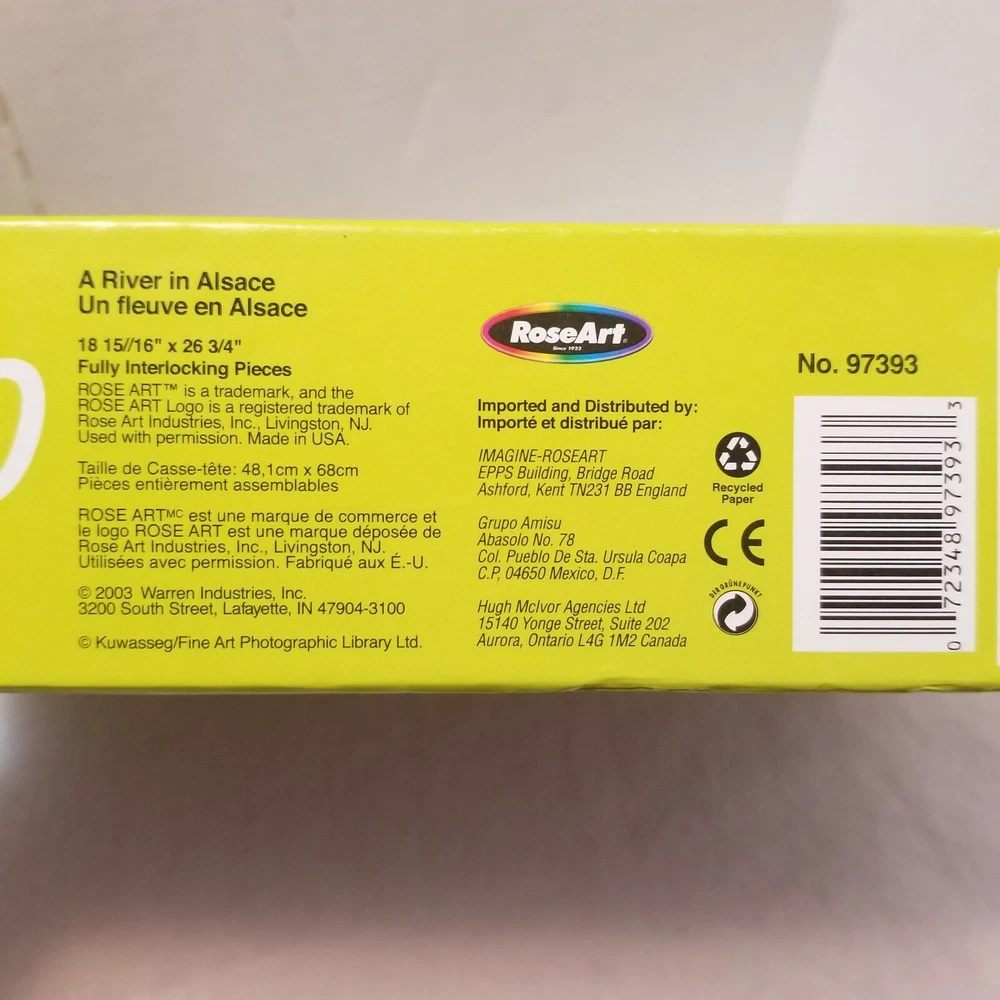 A River in Alsace
Un fleuve en Alsace
18 15//16" x 26 3/4"
Fully Interlocking Pieces
ROSE ART™ is a trademark, and the
ROSE ART Logo is a registered trademark of
Rose Art Industries, Inc., Livingston, NJ.
Used with permission. Made in USA.
Taille de Casse-tête: 48,1cm x 68cm
Pièces entièrement assemblables
ROSE ARTᴹᶜ est une marque de commerce et
le logo ROSE ART est une marque déposée de
Rose Art Industries, Inc., Livingston, NJ.
Utilisées avec permission. Fabriqué aux É.-U.
© 2003 Warren Industries, Inc.
3200 South Street, Lafayette, IN 47904-3100
© Kuwasseg/Fine Art Photographic Library Ltd.
RoseArt®
Since 1923
Imported and Distributed by:
Importé et distribué par:
IMAGINE-ROSEART
EPPS Building, Bridge Road
Ashford, Kent TN231 BB England
Grupo Amisu
Abasolo No. 78
Col. Pueblo De Sta. Ursula Coapa
C.P, 04650 Mexico, D.F.
Hugh McIvor Agencies Ltd
15140 Yonge Street, Suite 202
Aurora, Ontario L4G 1M2 Canada
Recycled
Paper
CE
DER GRÜNE PUNKT
No. 97393
0 72348 97393 3